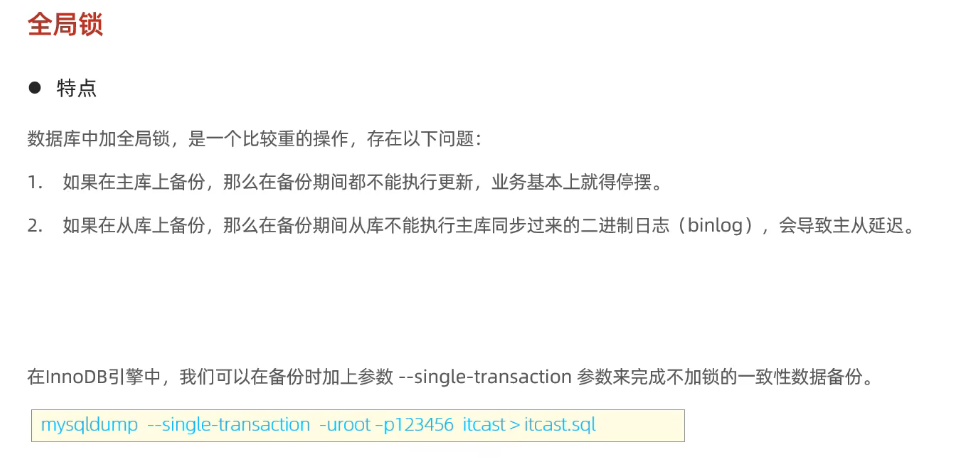 全局锁
● 特点
数据库中加全局锁，是一个比较重的操作，存在以下问题：
1. 如果在主库上备份，那么在备份期间都不能执行更新，业务基本上就得停摆。
2. 如果在从库上备份，那么在备份期间从库不能执行主库同步过来的二进制日志（binlog），会导致主从延迟。
在InnoDB引擎中，我们可以在备份时加上参数 --single-transaction 参数来完成不加锁的一致性数据备份。
mysqldump --single-transaction -uroot –p123456 itcast > itcast.sql